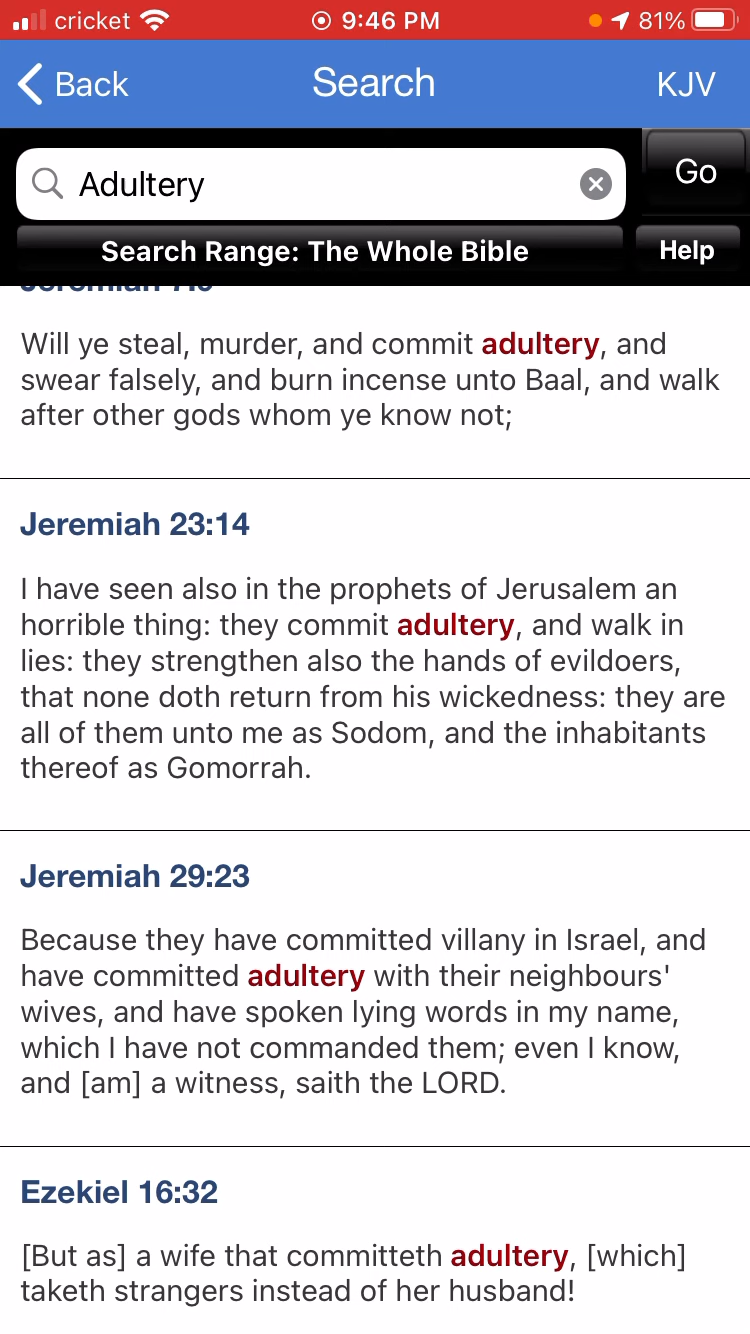 cricket 9:46 PM 81%
Back Search KJV
Adultery Go
Search Range: The Whole Bible Help
Jeremiah 7:9
Will ye steal, murder, and commit adultery, and
swear falsely, and burn incense unto Baal, and walk
after other gods whom ye know not;
Jeremiah 23:14
I have seen also in the prophets of Jerusalem an
horrible thing: they commit adultery, and walk in
lies: they strengthen also the hands of evildoers,
that none doth return from his wickedness: they are
all of them unto me as Sodom, and the inhabitants
thereof as Gomorrah.
Jeremiah 29:23
Because they have committed villany in Israel, and
have committed adultery with their neighbours'
wives, and have spoken lying words in my name,
which I have not commanded them; even I know,
and [am] a witness, saith the LORD.
Ezekiel 16:32
[But as] a wife that committeth adultery, [which]
taketh strangers instead of her husband!